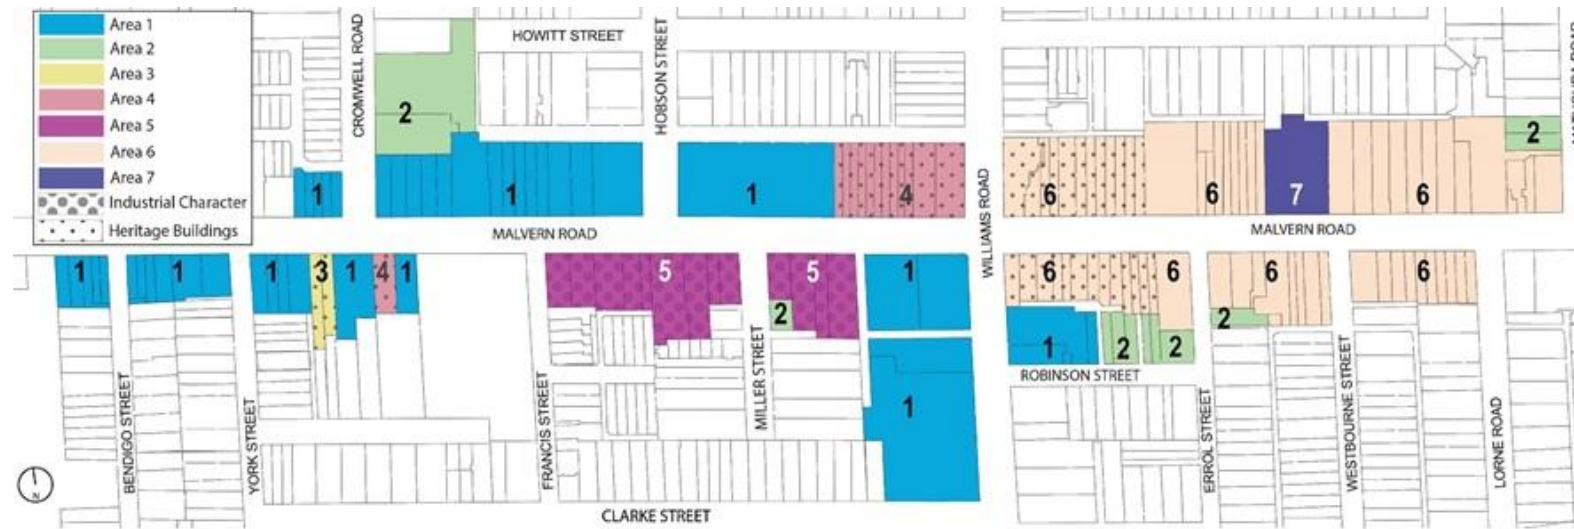 Area 1
Area 2
Area 3
Area 4
Area 5
Area 6
Area 7
Industrial Character
Heritage Buildings
CROMWELL ROAD
HOWITT STREET
HOBSON STREET
WILLIAMS ROAD
2
2
1
1
1
4
6
6
7
6
MALVERN ROAD
MALVERN ROAD
1
1
1
3
1
4
1
5
5
1
6
6
6
6
2
2
1
2
2
1
ROBINSON STREET
BENDIGO STREET
YORK STREET
FRANCIS STREET
MILLER STREET
ERROL STREET
WESTBOURNE STREET
LORNE ROAD
N
CLARKE STREET